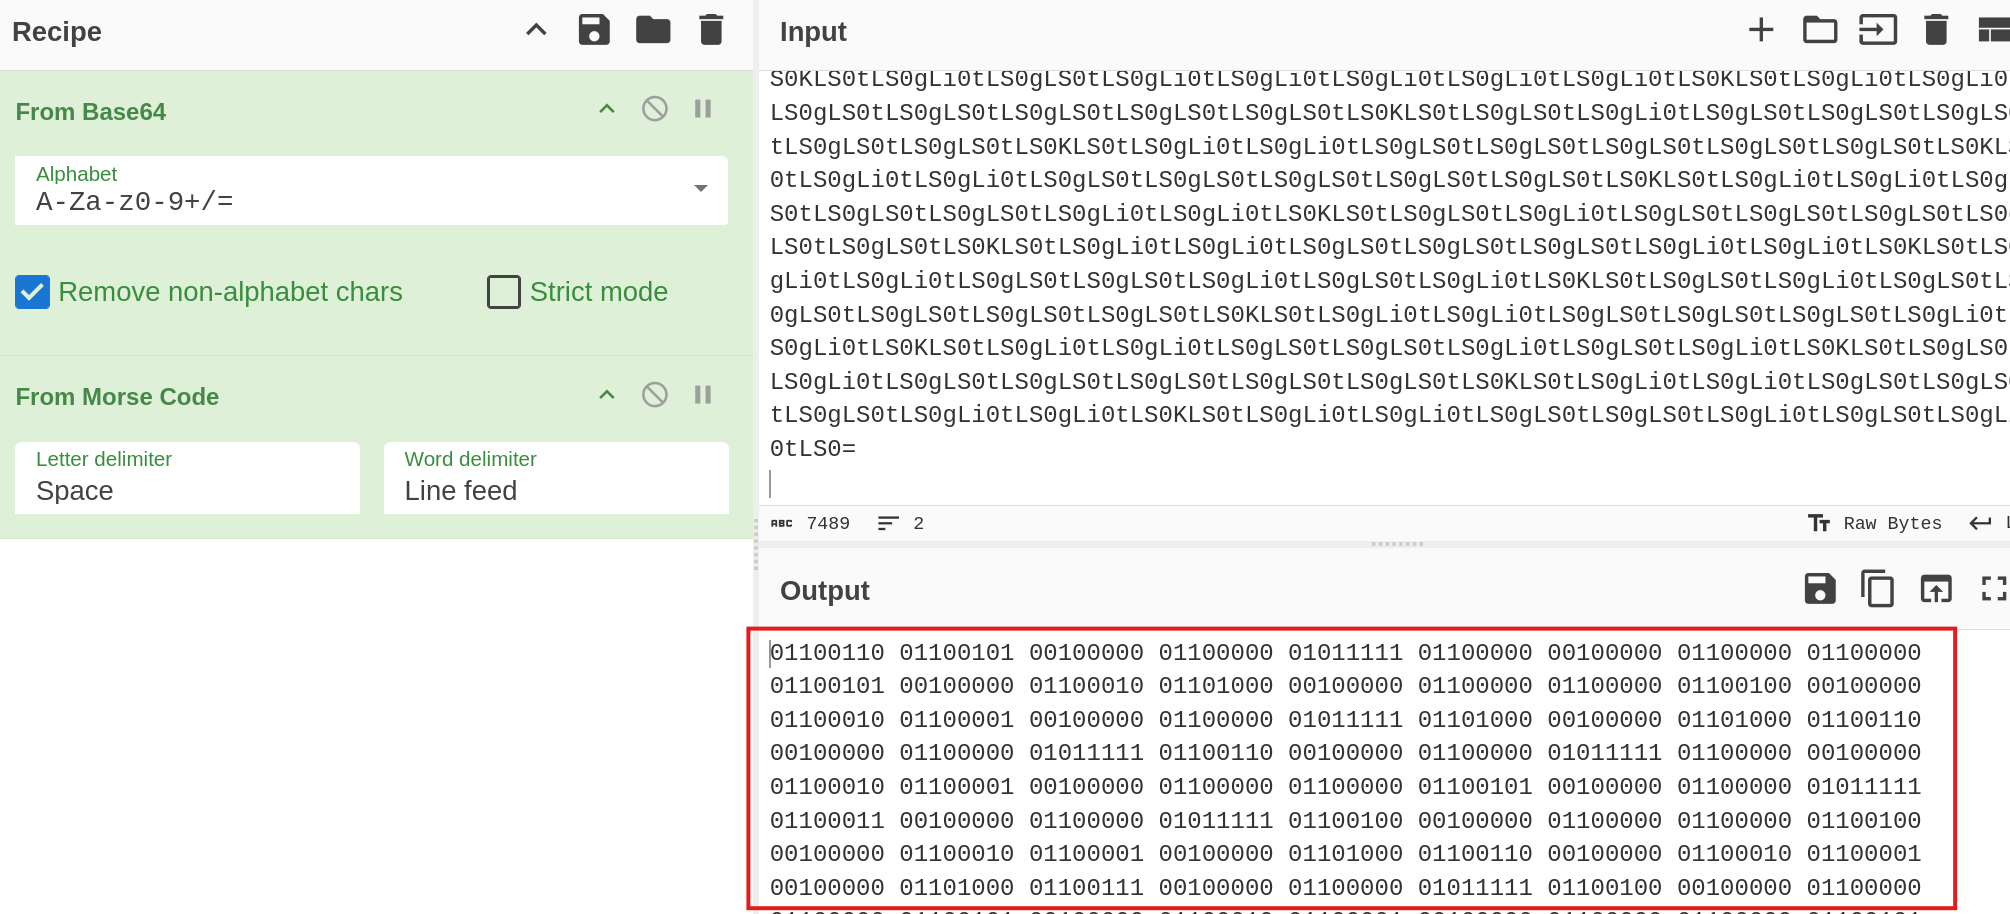 Recipe
From Base64
Alphabet
A-Za-z0-9+/=
Remove non-alphabet chars
Strict mode
From Morse Code
Letter delimiter
Space
Word delimiter
Line feed
Input
S0KLS0tLS0gLi0tLS0gLS0tLS0gLi0tLS0gLi0tLS0gLi0tLS0gLi0tLS0gLi0tLS0KLS0tLS0gLi0tLS0gLi0
LS0gLS0tLS0gLS0tLS0gLS0tLS0gLS0tLS0gLS0tLS0KLS0tLS0gLS0tLS0gLi0tLS0gLS0tLS0gLS0tLS0gLS
tLS0gLS0tLS0gLS0tLS0KLS0tLS0gLi0tLS0gLi0tLS0gLS0tLS0gLS0tLS0gLS0tLS0gLS0tLS0gLS0tLS0KL
0tLS0gLi0tLS0gLi0tLS0gLS0tLS0gLS0tLS0gLS0tLS0gLS0tLS0gLS0tLS0KLS0tLS0gLi0tLS0gLi0tLS0g
S0tLS0gLS0tLS0gLS0tLS0gLi0tLS0gLi0tLS0KLS0tLS0gLS0tLS0gLi0tLS0gLS0tLS0gLS0tLS0gLS0tLS0
LS0tLS0gLS0tLS0KLS0tLS0gLi0tLS0gLi0tLS0gLS0tLS0gLS0tLS0gLS0tLS0gLi0tLS0gLi0tLS0KLS0tLS
gLi0tLS0gLi0tLS0gLS0tLS0gLS0tLS0gLi0tLS0gLS0tLS0gLi0tLS0KLS0tLS0gLS0tLS0gLi0tLS0gLS0tL
0gLS0tLS0gLS0tLS0gLS0tLS0gLS0tLS0KLS0tLS0gLi0tLS0gLi0tLS0gLS0tLS0gLS0tLS0gLS0tLS0gLi0t
S0gLi0tLS0KLS0tLS0gLi0tLS0gLi0tLS0gLS0tLS0gLS0tLS0gLi0tLS0gLS0tLS0gLi0tLS0KLS0tLS0gLS0
LS0gLi0tLS0gLS0tLS0gLS0tLS0gLS0tLS0gLS0tLS0gLS0tLS0KLS0tLS0gLi0tLS0gLi0tLS0gLS0tLS0gLS
tLS0gLS0tLS0gLi0tLS0gLi0tLS0KLS0tLS0gLi0tLS0gLi0tLS0gLS0tLS0gLS0tLS0gLi0tLS0gLS0tLS0gL
0tLS0=
ABC 7489 2
Raw Bytes
Output
01100110 01100101 00100000 01100000 01011111 01100000 00100000 01100000 01100000
01100101 00100000 01100010 01101000 00100000 01100000 01100000 01100100 00100000
01100010 01100001 00100000 01100000 01011111 01101000 00100000 01101000 01100110
00100000 01100000 01011111 01100110 00100000 01100000 01011111 01100000 00100000
01100010 01100001 00100000 01100000 01100000 01100101 00100000 01100000 01011111
01100011 00100000 01100000 01011111 01100100 00100000 01100000 01100000 01100100
00100000 01100010 01100001 00100000 01101000 01100110 00100000 01100010 01100001
00100000 01101000 01100111 00100000 01100000 01011111 01100100 00100000 01100000